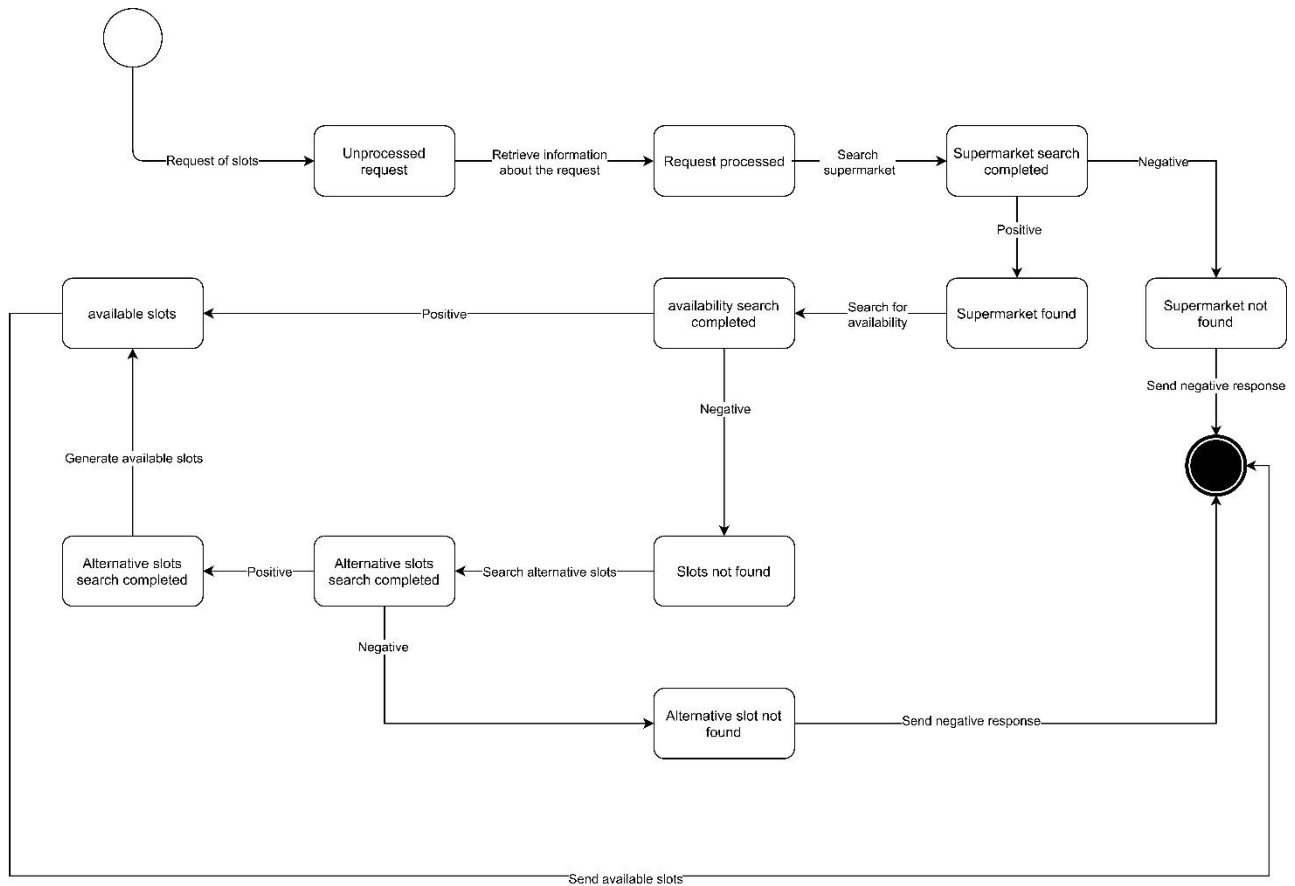 Request of slots
Unprocessed
request
Retrieve information
about the request
Request processed
Search
supermarket
Supermarket search
completed
Negative
Positive
available slots
Positive
availability search
completed
Search for
availability
Supermarket found
Supermarket not
found
Send negative response
Negative
Generate available slots
Alternative slots
search completed
Positive
Alternative slots
search completed
Search alternative slots
Slots not found
Negative
Alternative slot not
found
Send negative response
Send available slots